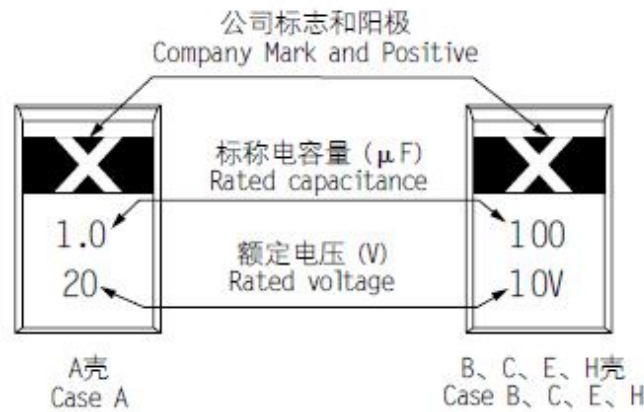 公司标志和阳极
Company Mark and Positive
标称电容量 (μF)
Rated capacitance
1.0
100
额定电压 (V)
Rated voltage
20
10V
A壳
Case A
B、C、E、H壳
Case B、C、E、H